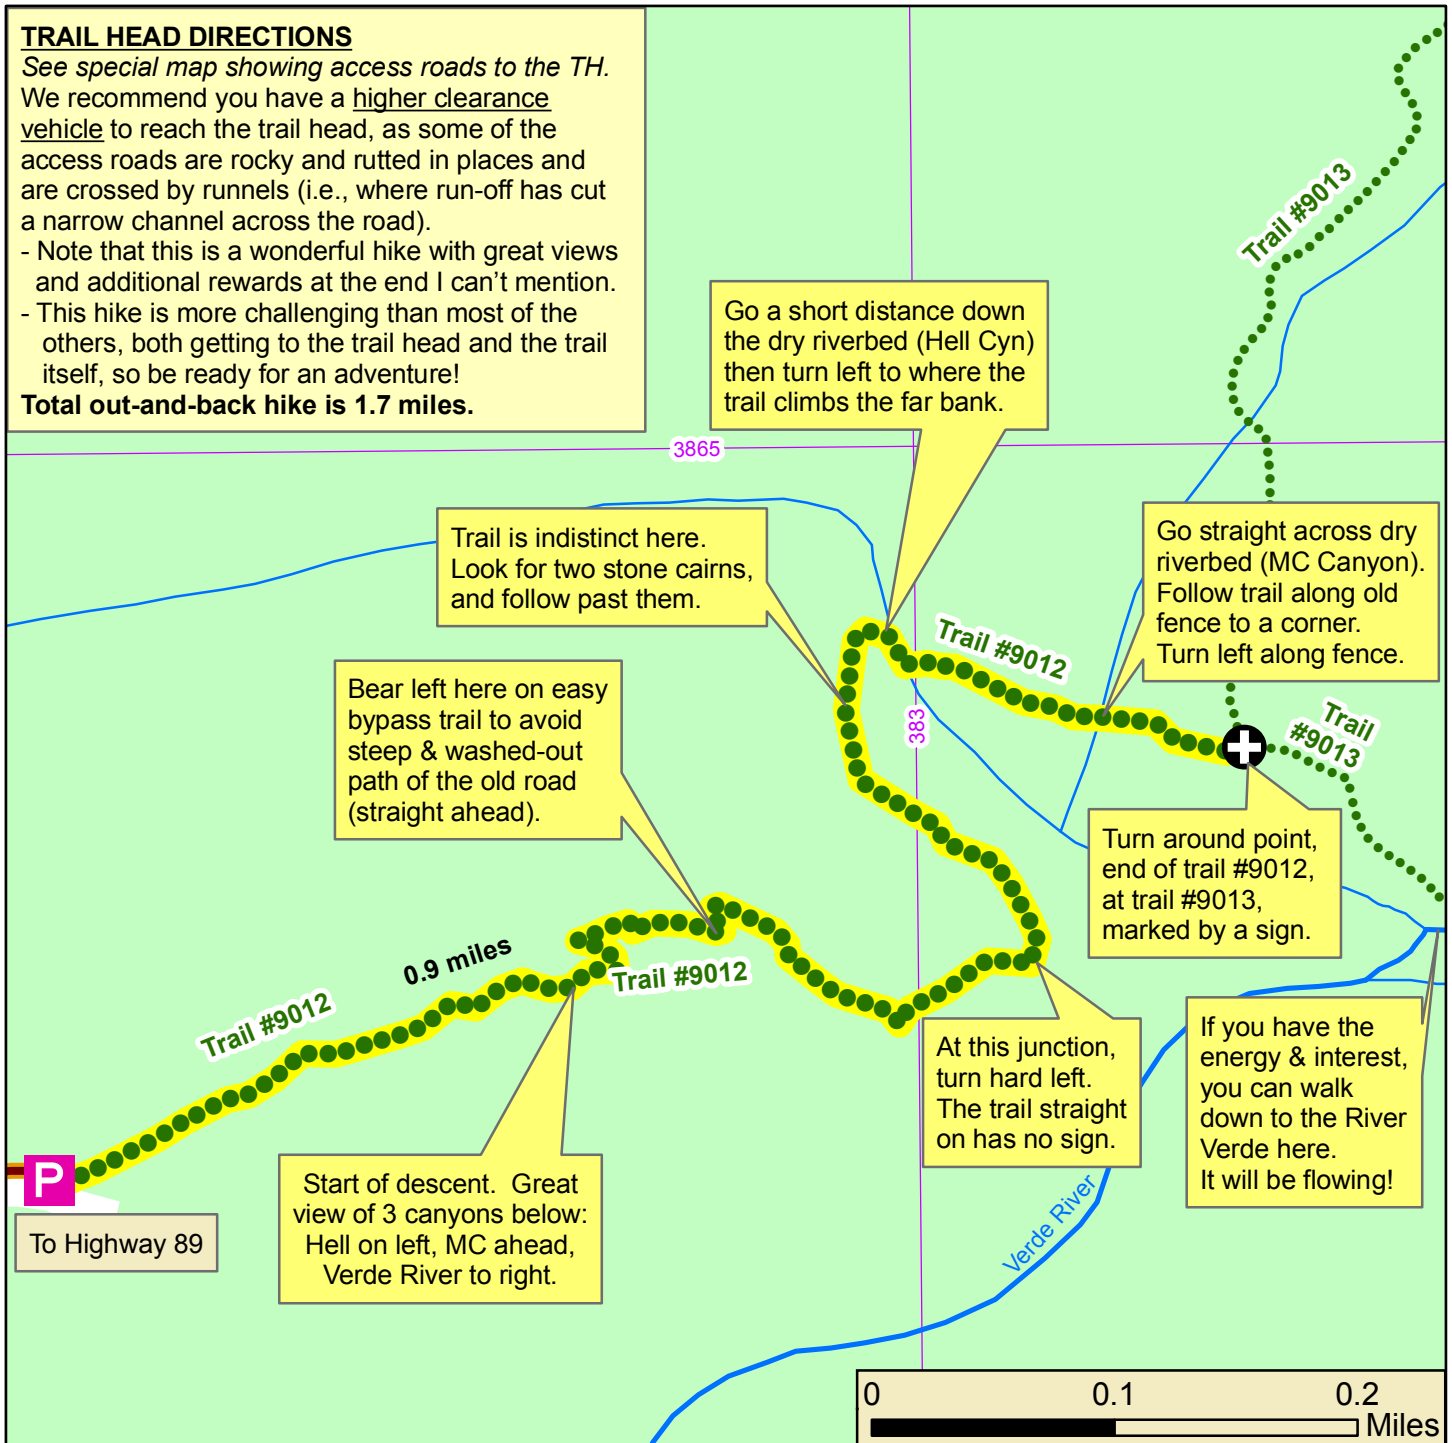 TRAIL HEAD DIRECTIONS
See special map showing access roads to the TH.
We recommend you have a higher clearance
vehicle to reach the trail head, as some of the
access roads are rocky and rutted in places and
are crossed by runnels (i.e., where run-off has cut
a narrow channel across the road).
- Note that this is a wonderful hike with great views
and additional rewards at the end I can't mention.
- This hike is more challenging than most of the
others, both getting to the trail head and the trail
itself, so be ready for an adventure!
Total out-and-back hike is 1.7 miles.
Trail #9013
Go a short distance down
the dry riverbed (Hell Cyn)
then turn left to where the
trail climbs the far bank.
3865
Trail is indistinct here.
Look for two stone cairns,
and follow past them.
Go straight across dry
riverbed (MC Canyon).
Follow trail along old
fence to a corner.
Turn left along fence.
Trail #9012
Bear left here on easy
bypass trail to avoid
steep & washed-out
path of the old road
(straight ahead).
383
Trail
#9013
Turn around point,
end of trail #9012,
at trail #9013,
marked by a sign.
0.9 miles
Trail #9012
Trail #9012
At this junction,
turn hard left.
The trail straight
on has no sign.
If you have the
energy & interest,
you can walk
down to the River
Verde here.
It will be flowing!
P
To Highway 89
Start of descent. Great
view of 3 canyons below:
Hell on left, MC ahead,
Verde River to right.
Verde River
0 0.1 0.2
Miles